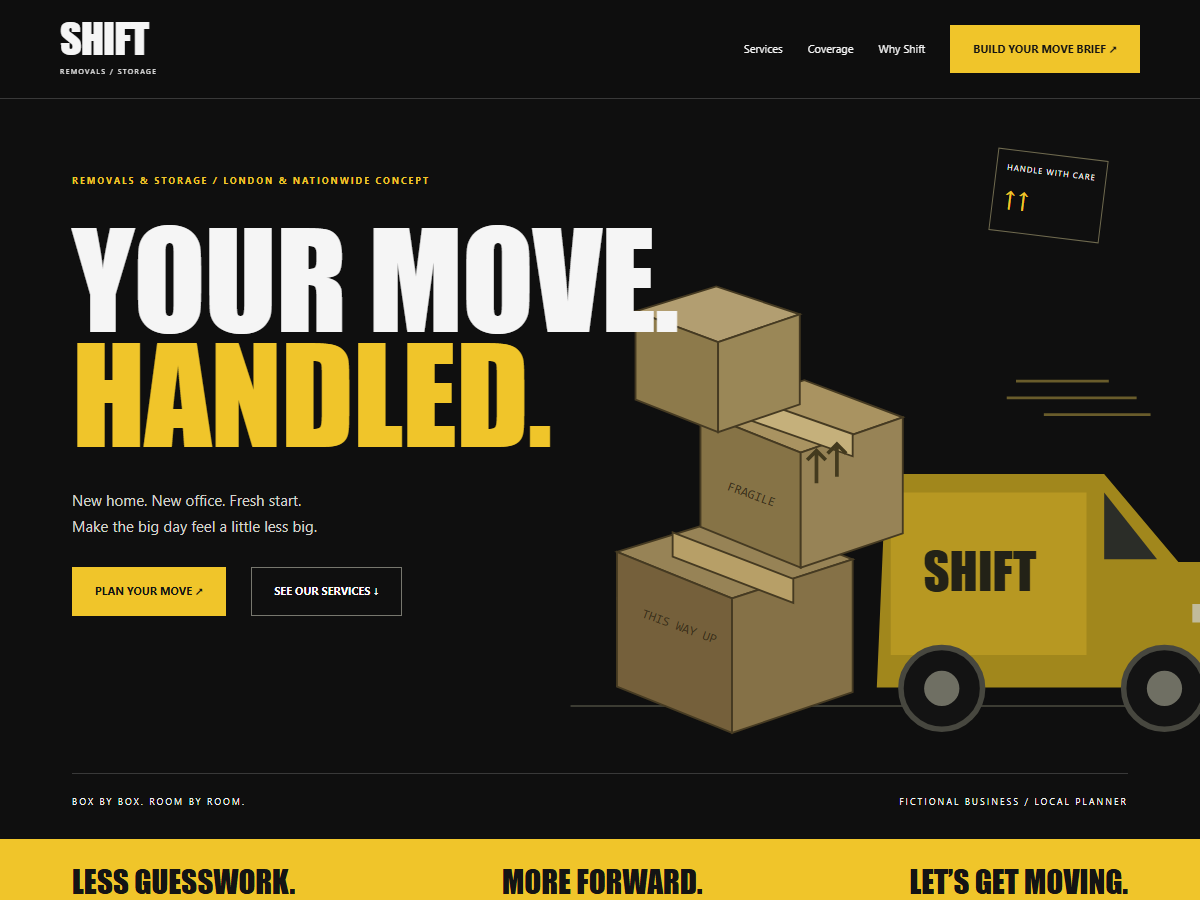 SHIFT
REMOVALS / STORAGE
Services
Coverage
Why Shift
BUILD YOUR MOVE BRIEF ↗
HANDLE WITH CARE
↑↑
REMOVALS & STORAGE / LONDON & NATIONWIDE CONCEPT
YOUR MOVE.
HANDLED.
New home. New office. Fresh start.
Make the big day feel a little less big.
PLAN YOUR MOVE ↗
SEE OUR SERVICES ↓
FRAGILE
SHIFT
THIS WAY UP
BOX BY BOX. ROOM BY ROOM.
FICTIONAL BUSINESS / LOCAL PLANNER
LESS GUESSWORK.
MORE FORWARD.
LET’S GET MOVING.